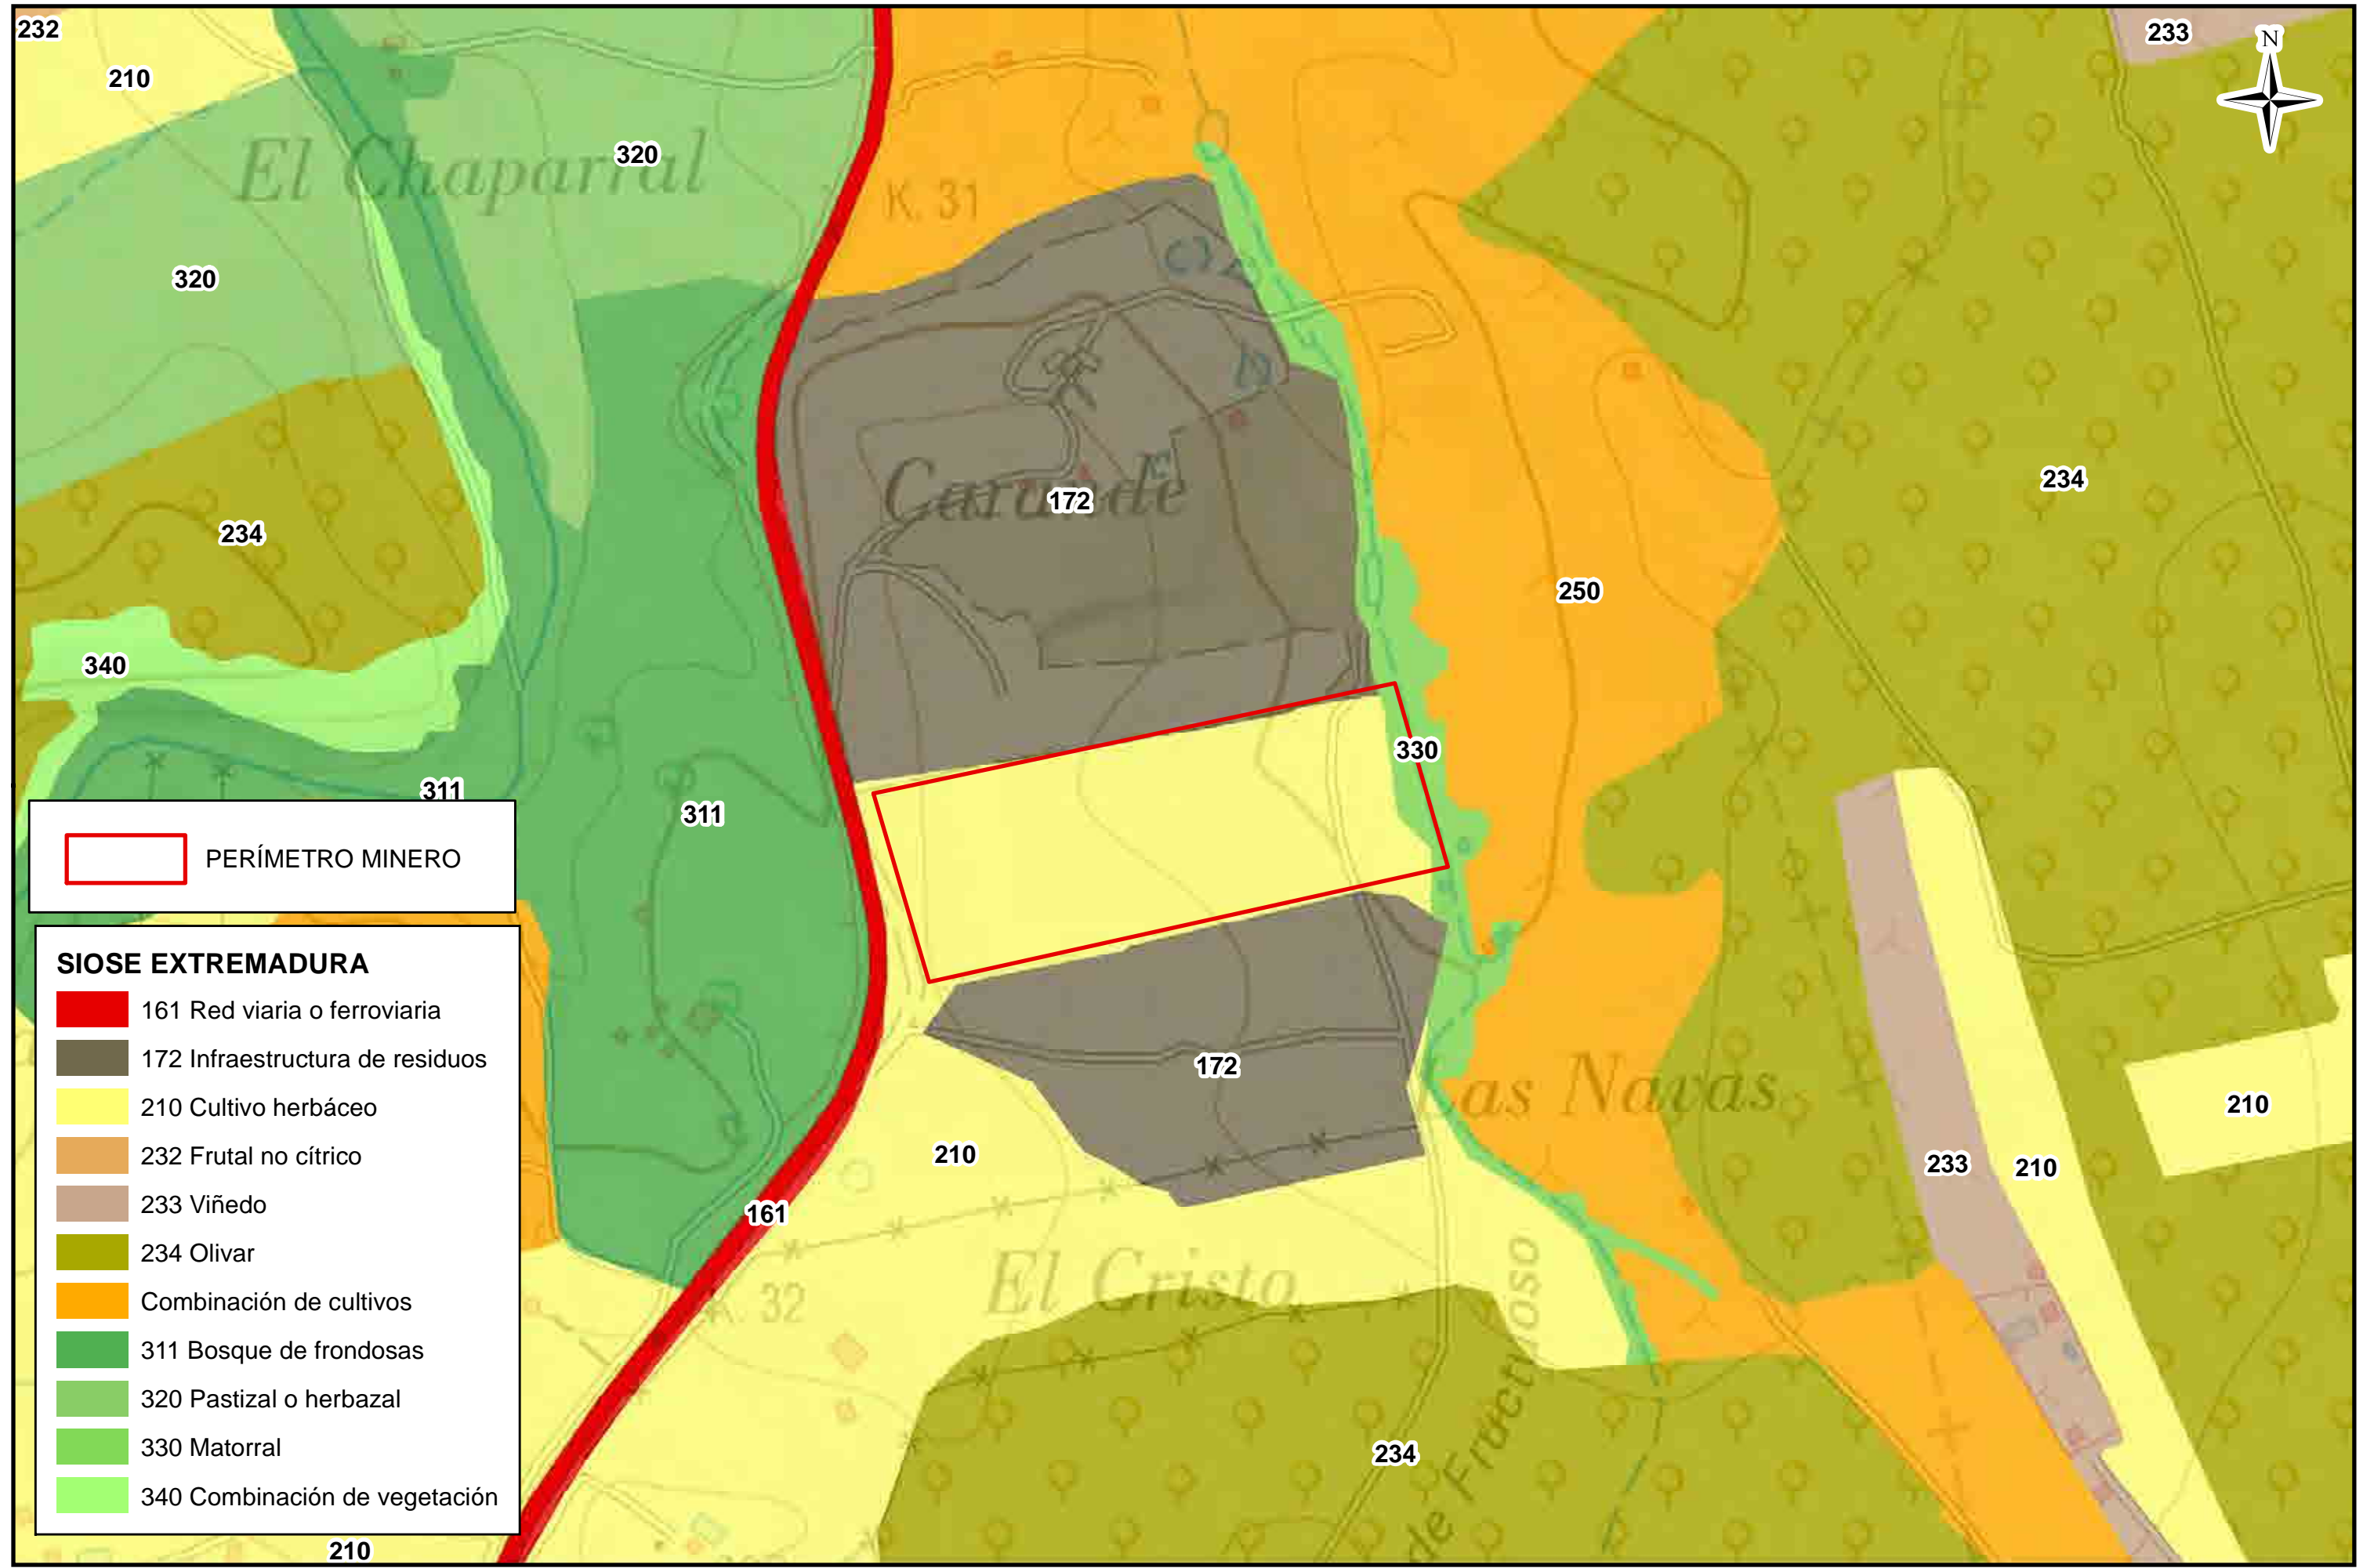 232
233
N
210
El Chaparral
320
K. 31
320
172
234
234
250
340
330
311
311
PERÍMETRO MINERO
SIOSE EXTREMADURA
161 Red viaria o ferroviaria
172 Infraestructura de residuos
210 Cultivo herbáceo
232 Frutal no cítrico
233 Viñedo
234 Olivar
Combinación de cultivos
311 Bosque de frondosas
320 Pastizal o herbazal
330 Matorral
340 Combinación de vegetación
172
Las Navas
210
210
233
210
161
El Cristo
K. 32
234
de Fructuoso
210